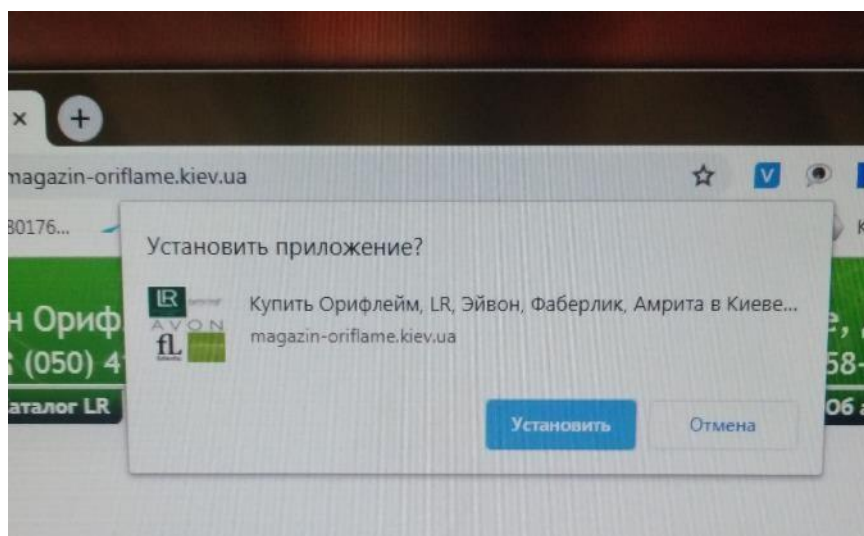 magazin-oriflame.kiev.ua
30176...
Установить приложение?
LR
AVON
fL
Купить Орифлейм, LR, Эйвон, Фаберлик, Амрита в Киеве...
magazin-oriflame.kiev.ua
н Ориф
(050) 4
58-
аталог LR
Об а
Установить
Отмена